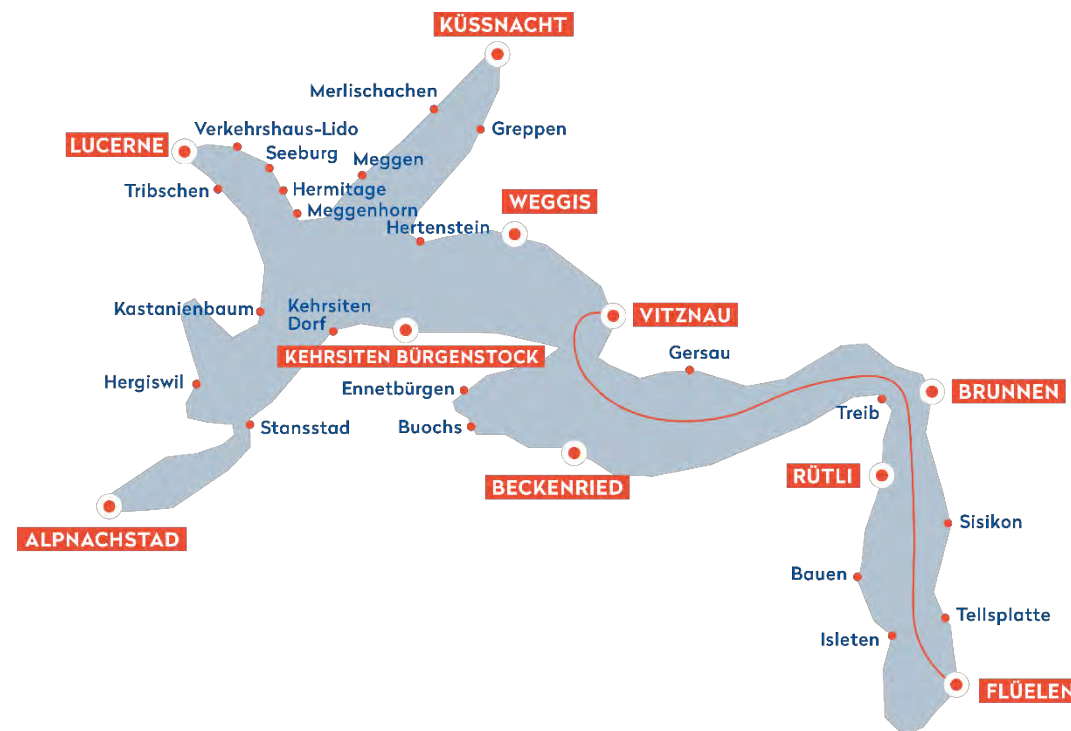 KÜSSNACHT
Merlischachen
Verkehrshaus-Lido
Greppen
LUCERNE
Seeburg
Meggen
Tribschen
Hermitage
WEGGIS
Meggenhorn
Hertenstein
Kastanienbaum
Kehrsiten
Dorf
VITZNAU
KEHRSITEN BÜRGENSTOCK
Gersau
Hergiswil
Ennetbürgen
BRUNNEN
Treib
Stansstad
Buochs
BECKENRIED
RÜTLI
ALPNACHSTAD
Sisikon
Bauen
Tellsplatte
Isleten
FLÜELEN